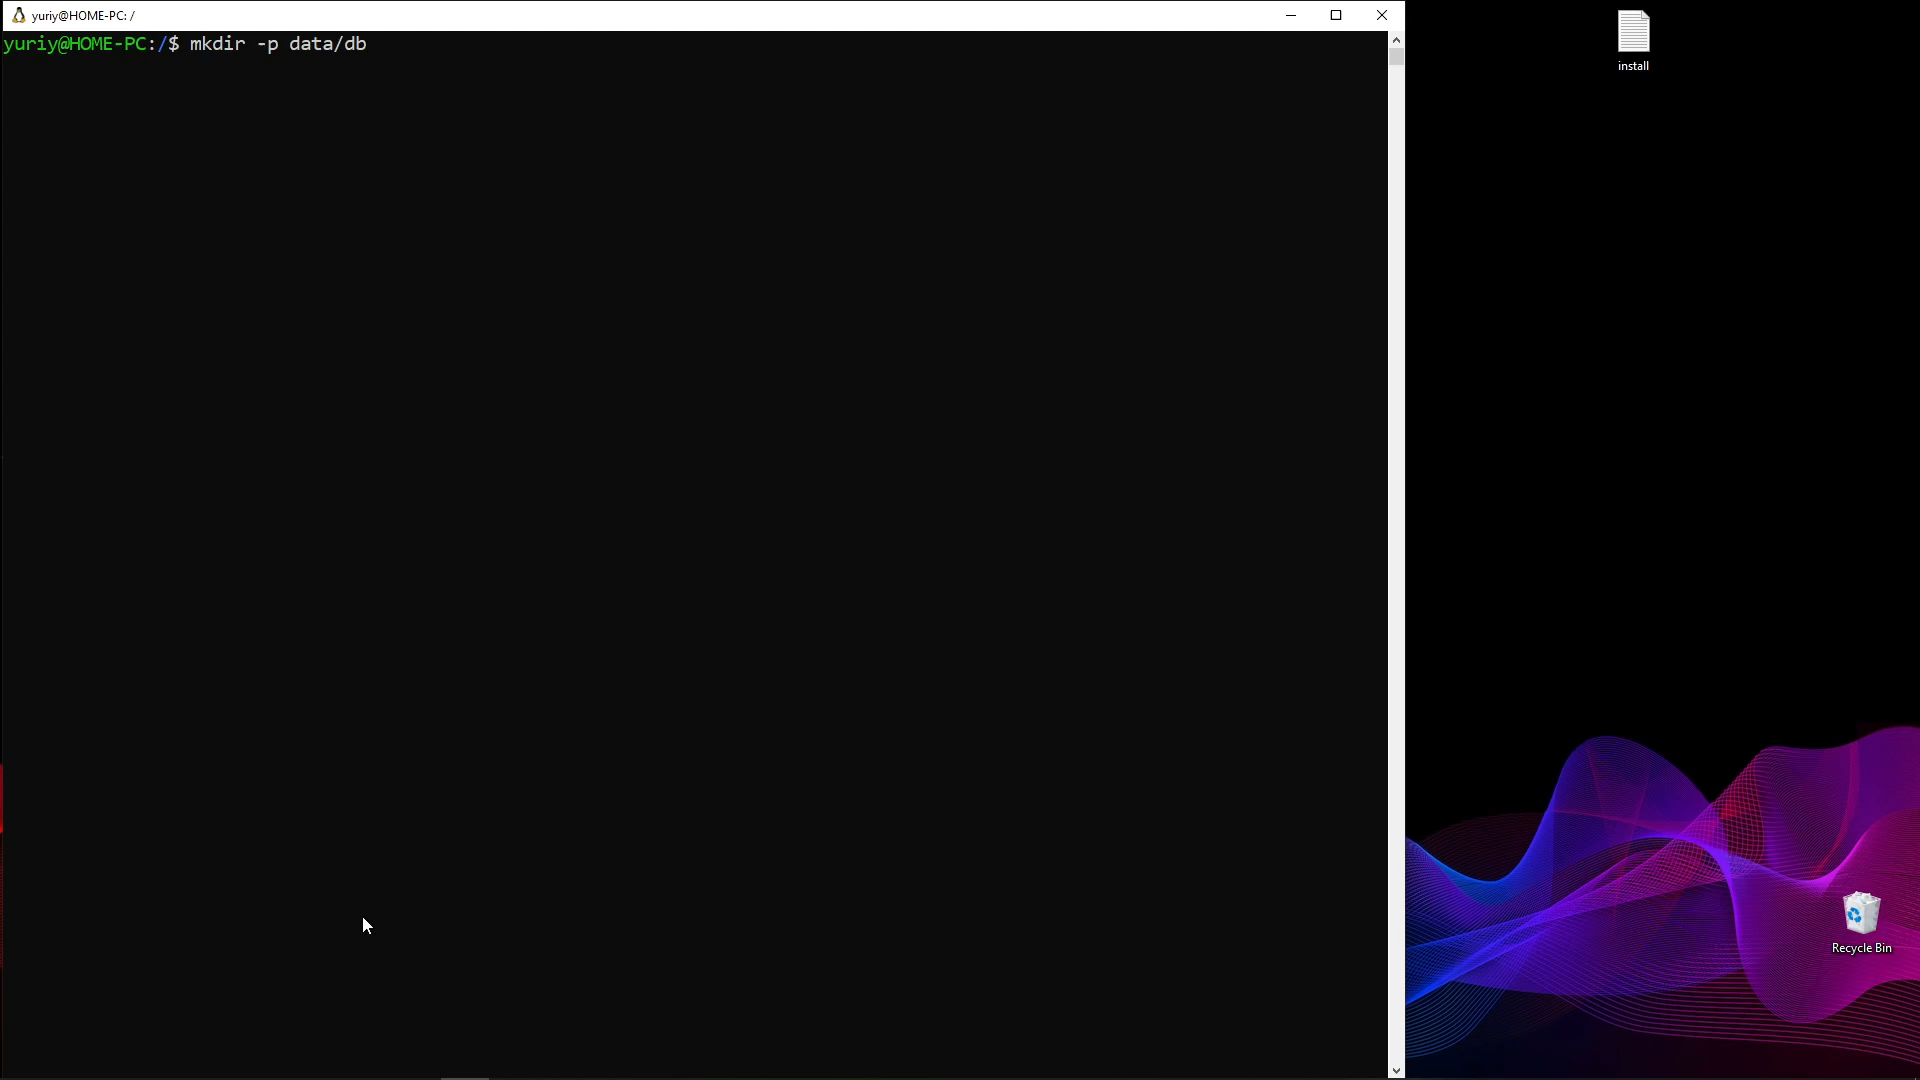 yuriy@HOME-PC: /
yuriy@HOME-PC:/$ mkdir -p data/db
install
Recycle Bin